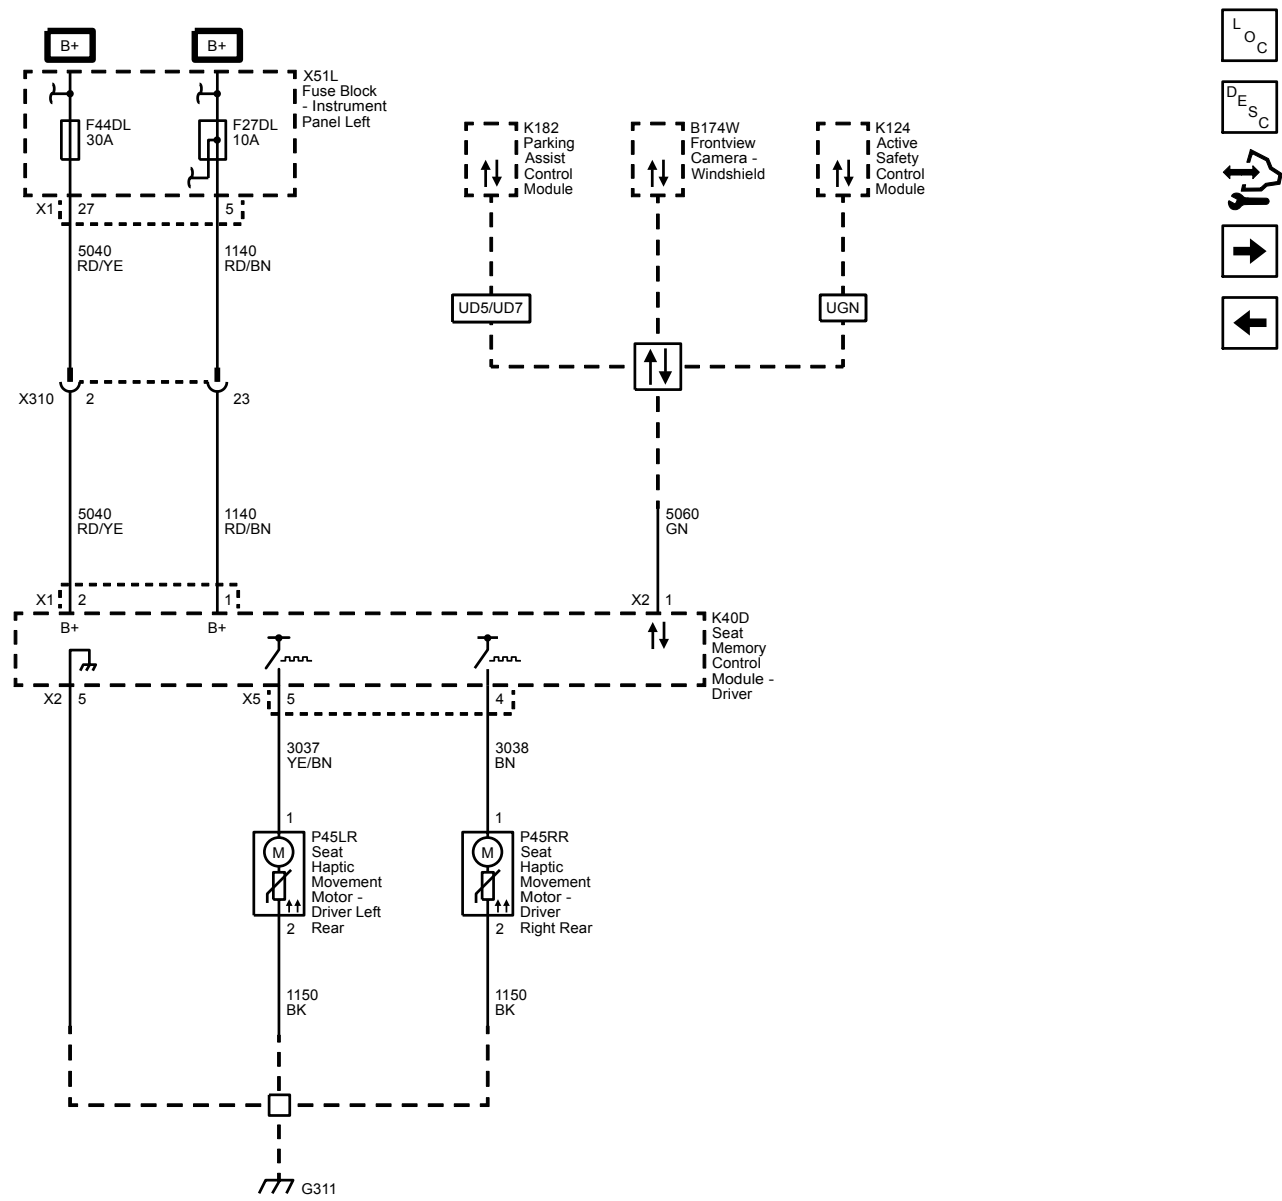 B+
B+
X51L
Fuse Block
- Instrument
Panel Left
F44DL
30A
F27DL
10A
X1
27
5
5040
RD/YE
1140
RD/BN
K182
Parking
Assist
Control
Module
B174W
Frontview
Camera -
Windshield
K124
Active
Safety
Control
Module
UD5/UD7
UGN
X310
2
23
5040
RD/YE
1140
RD/BN
5060
GN
X1
2
1
X2
1
B+
B+
K40D
Seat
Memory
Control
Module -
Driver
X2
5
X5
5
4
3037
YE/BN
3038
BN
1
1
M
P45LR
Seat
Haptic
Movement
Motor -
Driver Left
Rear
M
P45RR
Seat
Haptic
Movement
Motor -
Driver
Right Rear
2
2
1150
BK
1150
BK
G311
LOC
DESC